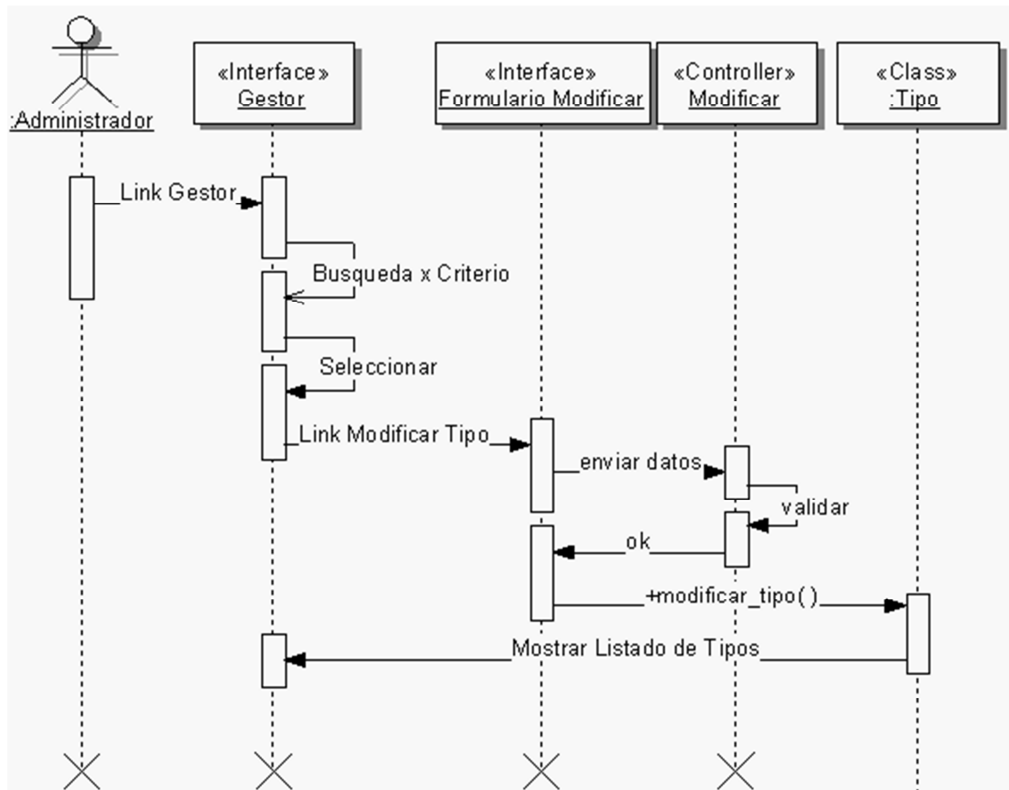 «Interface»
Gestor
«Interface»
Formulario Modificar
«Controller»
Modificar
«Class»
:Tipo
:Administrador
Link Gestor
Busqueda x Criterio
Seleccionar
Link Modificar Tipo
enviar datos
validar
ok
+modificar_tipo()
Mostrar Listado de Tipos